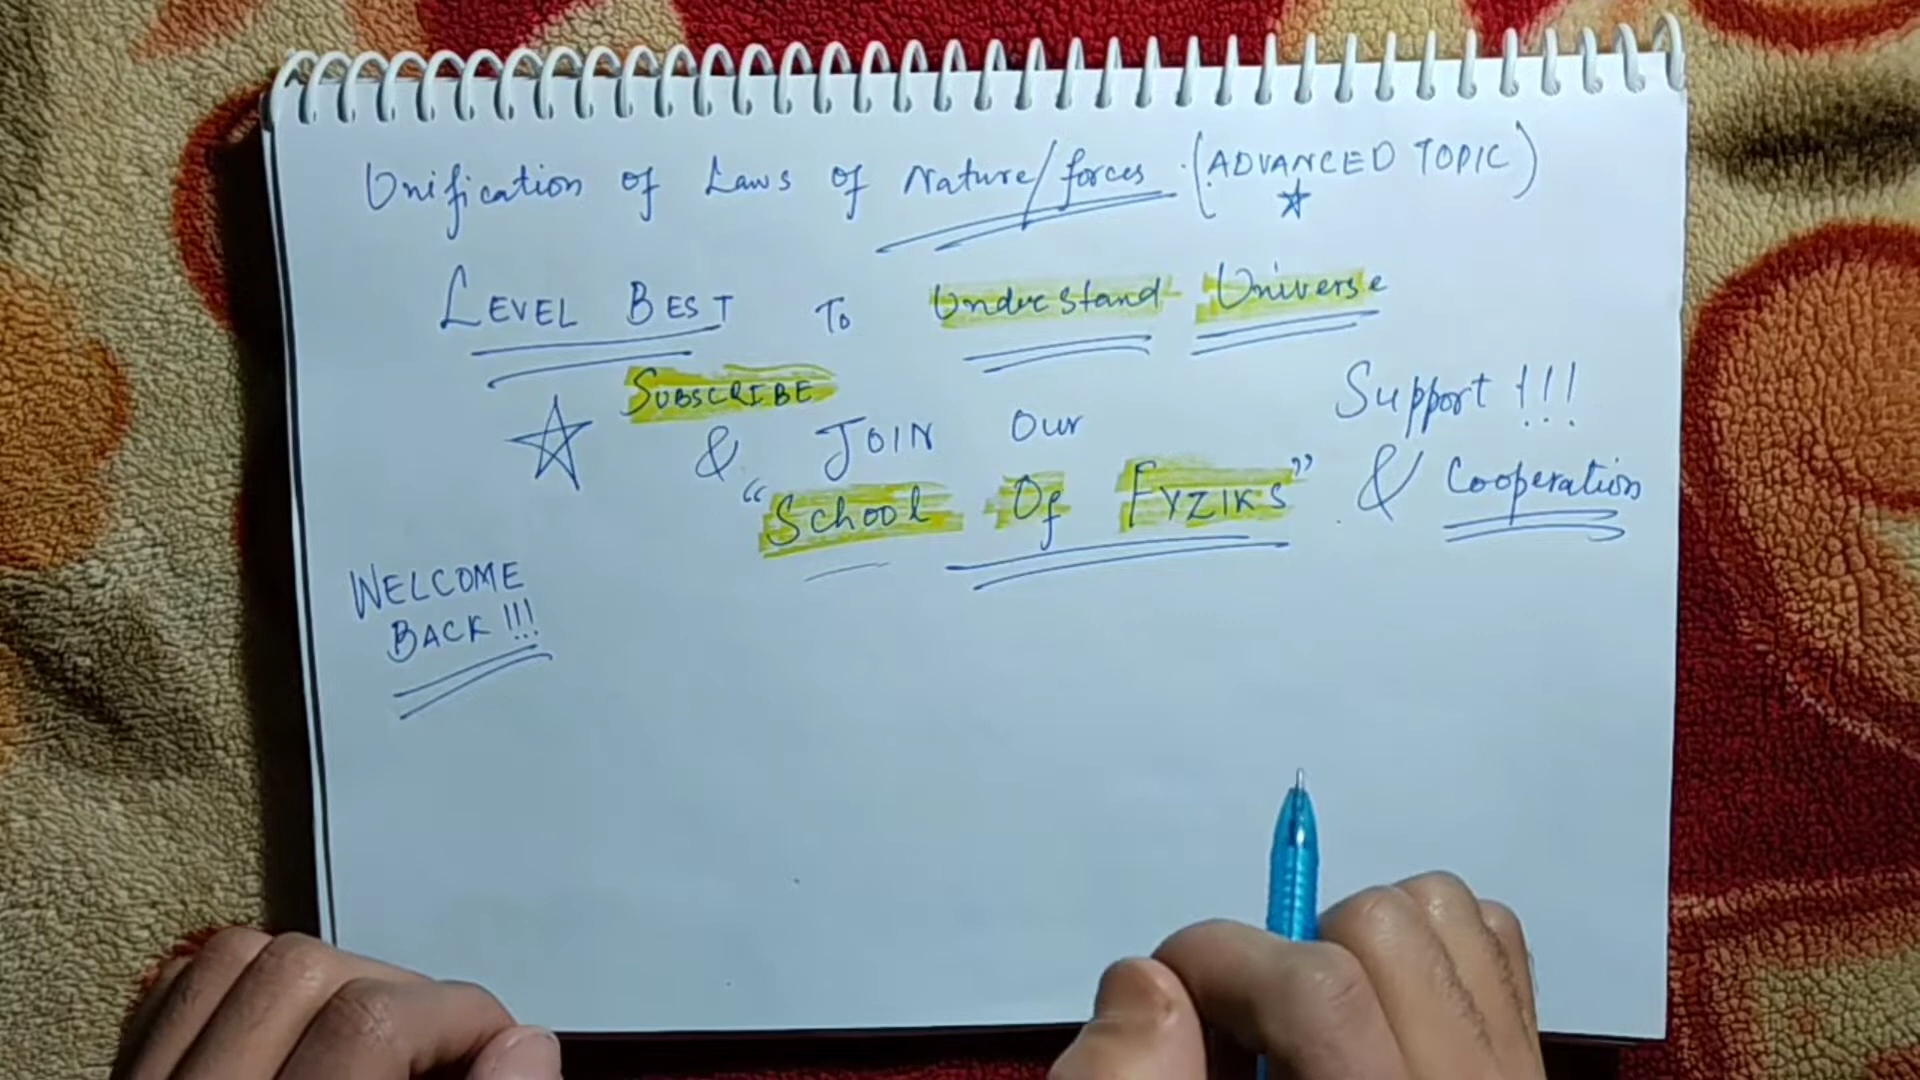 Unification of Laws of Nature/forces. (ADVANCED TOPIC)
LEVEL BEST TO Understand Universe
SUBSCRIBE
& JOIN our
"School Of FYZIKS"
Support !!!
& Cooperation
WELCOME
BACK !!!